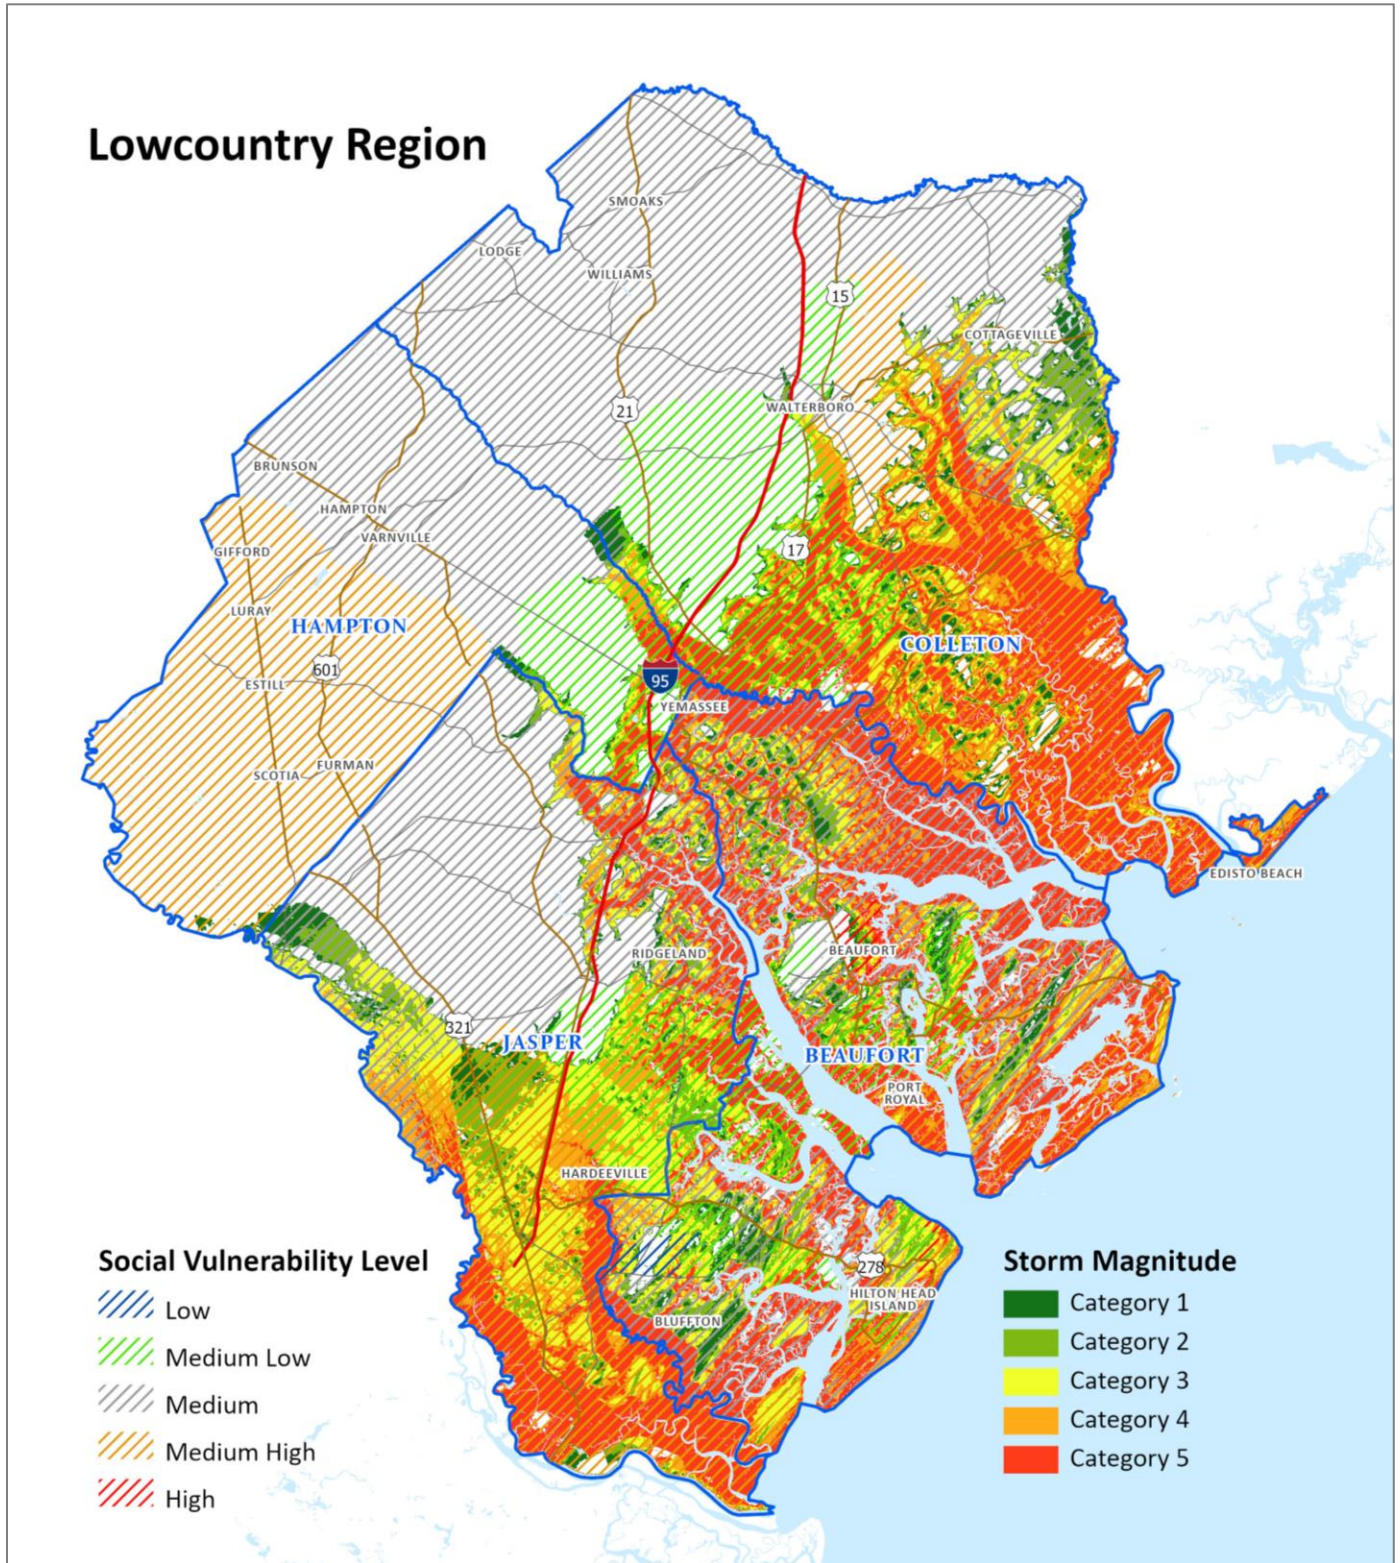 Lowcountry Region
SMOAKS
LODGE
WILLIAMS
15
COTTAGEVILLE
21
WALTERBORO
BRUNSON
HAMPTON
VARNVILLE
GIFFORD
17
LURAY
HAMPTON
COLLETON
601
ESTILL
95
YEMASSEE
SCOTIA
FURMAN
EDISTO BEACH
RIDGELAND
BEAUFORT
321
JASPER
BEAUFORT
PORT
ROYAL
HARDEEVILLE
278
HILTON HEAD
ISLAND
BLUFFTON
Social Vulnerability Level
Low
Medium Low
Medium
Medium High
High
Storm Magnitude
Category 1
Category 2
Category 3
Category 4
Category 5